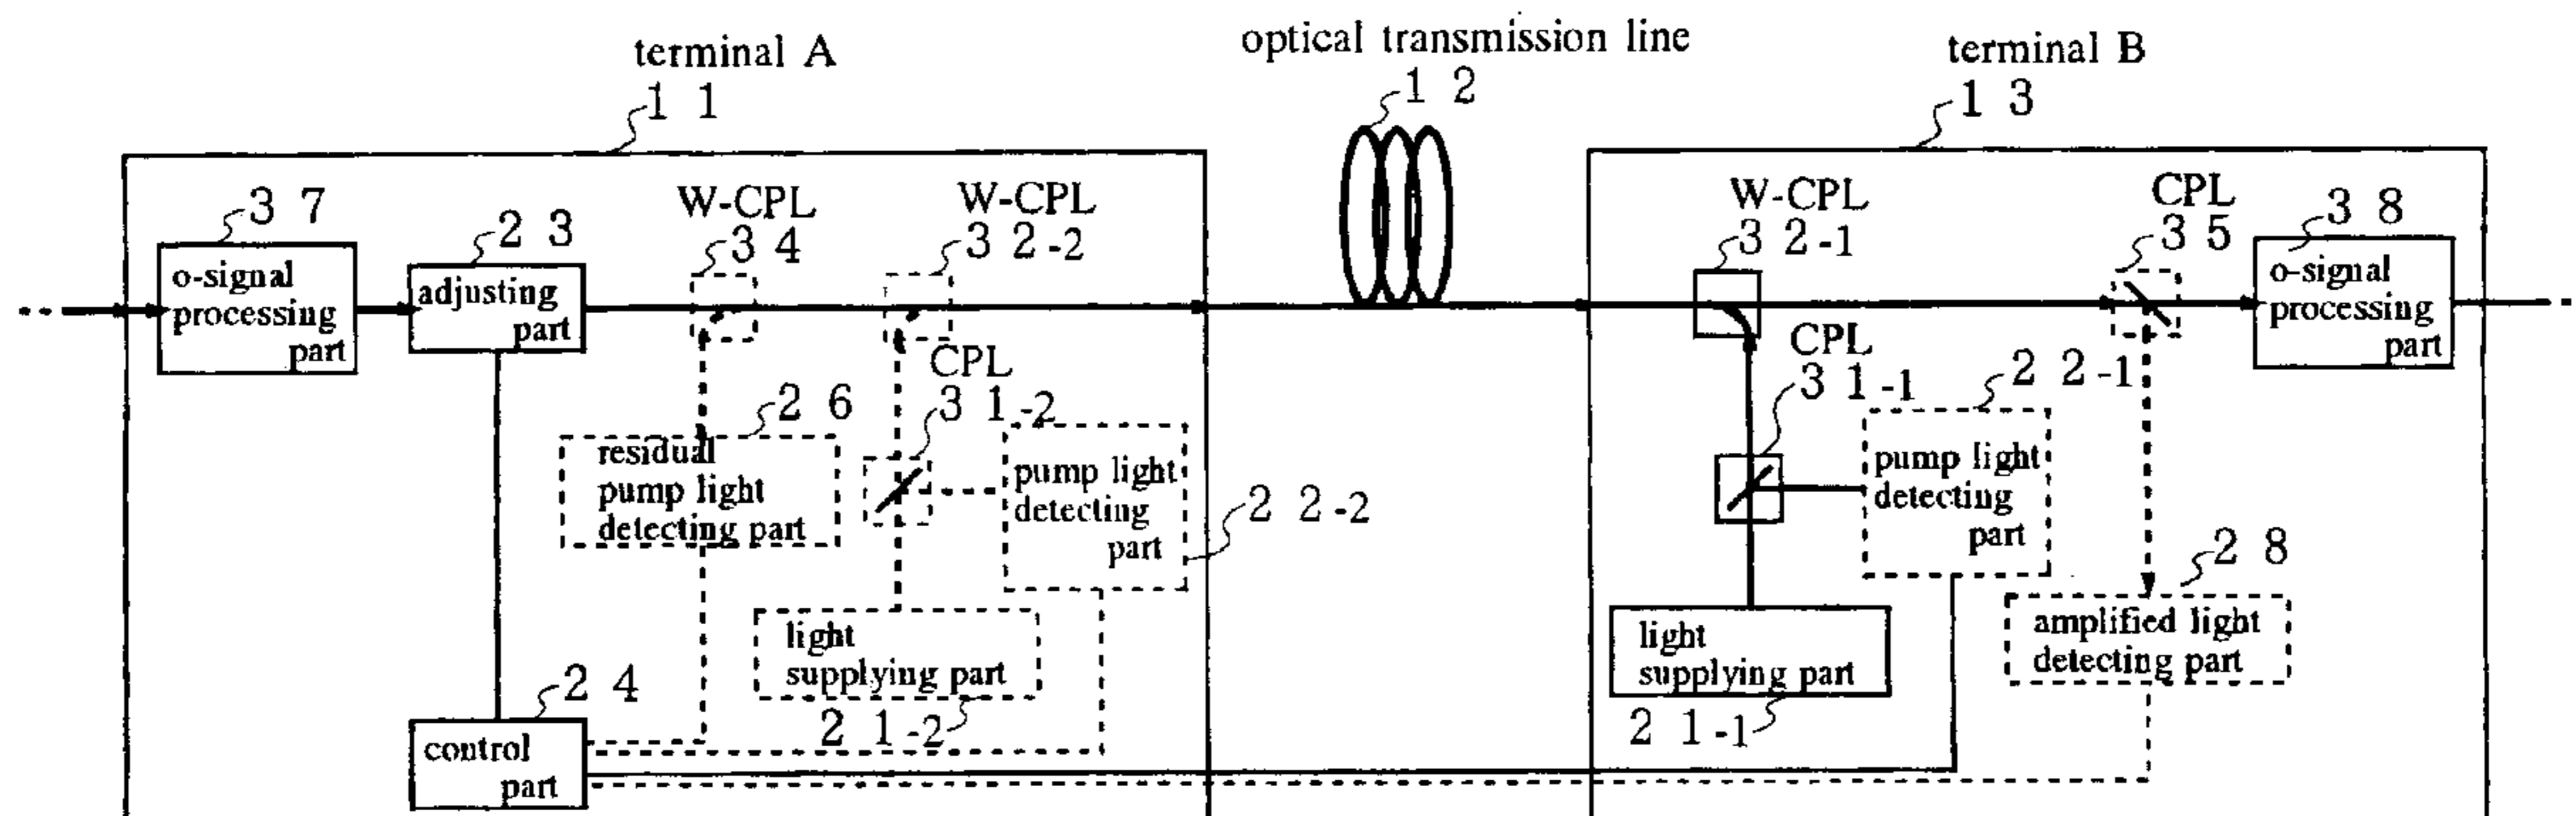 terminal A
1 1
optical transmission line
1 2
terminal B
1 3
3 7
o-signal
processing
part
2 3
adjusting
part
W-CPL
3 4
W-CPL
3 2-2
CPL
3 1-2
2 6
residual
pump light
detecting part
pump light
detecting
part
2 2-2
light
supplying part
2 1-2
2 4
control
part
W-CPL
3 2-1
CPL
3 1-1
2 2-1
pump light
detecting
part
light
supplying part
2 1-1
CPL
3 5
3 8
o-signal
processing
part
2 8
amplified light
detecting part